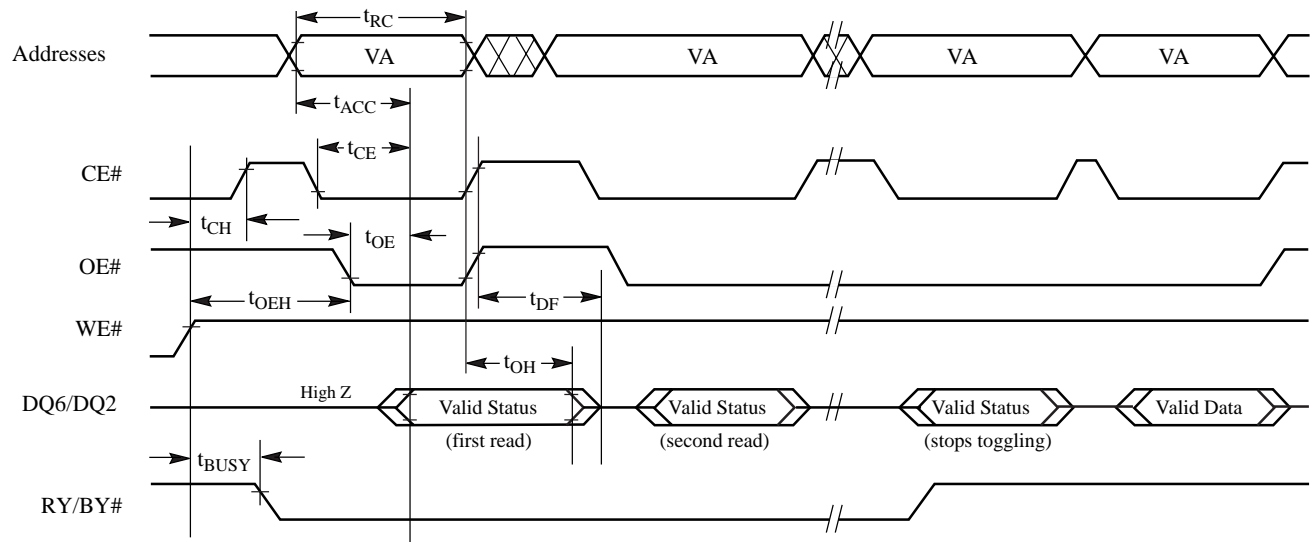 tRC
Addresses VA VA VA VA
tACC
tCE
CE#
tCH
tOE
OE#
tOEH tDF
WE#
tOH
High Z
DQ6/DQ2 Valid Status Valid Status Valid Status Valid Data
(first read) (second read) (stops toggling)
tBUSY
RY/BY#